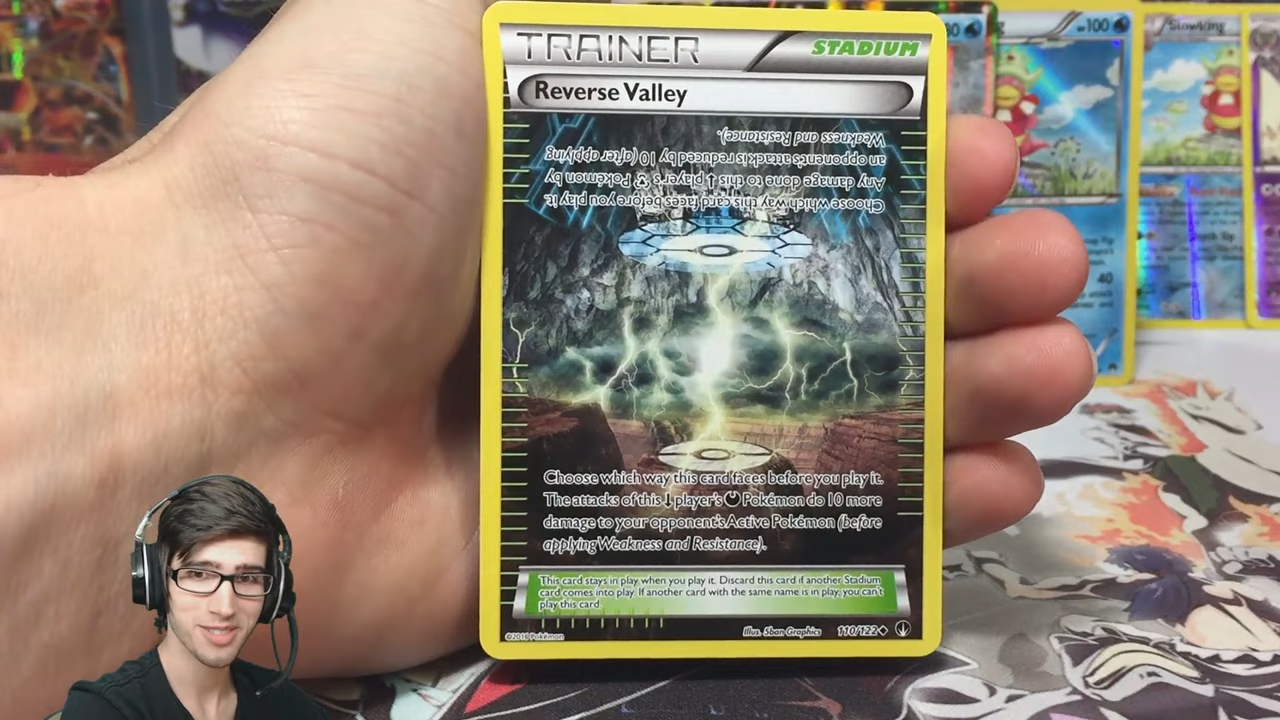 TRAINER STADIUM
Reverse Valley
Choose which way this card faces before you play it.
Any damage done to this ↓ player's Pokémon by
an opponent's attack is reduced by 10 (after applying
Weakness and Resistance).
Choose which way this card faces before you play it.
The attacks of this ↓ player's Pokémon do 10 more
damage to your opponent's Active Pokémon (before
applying Weakness and Resistance).
This card stays in play when you play it. Discard this card if another Stadium
card comes into play. If another card with the same name is in play, you can't
play this card.
©2016 Pokémon Illus. 5ban Graphics 110/122
100
Slowking
40